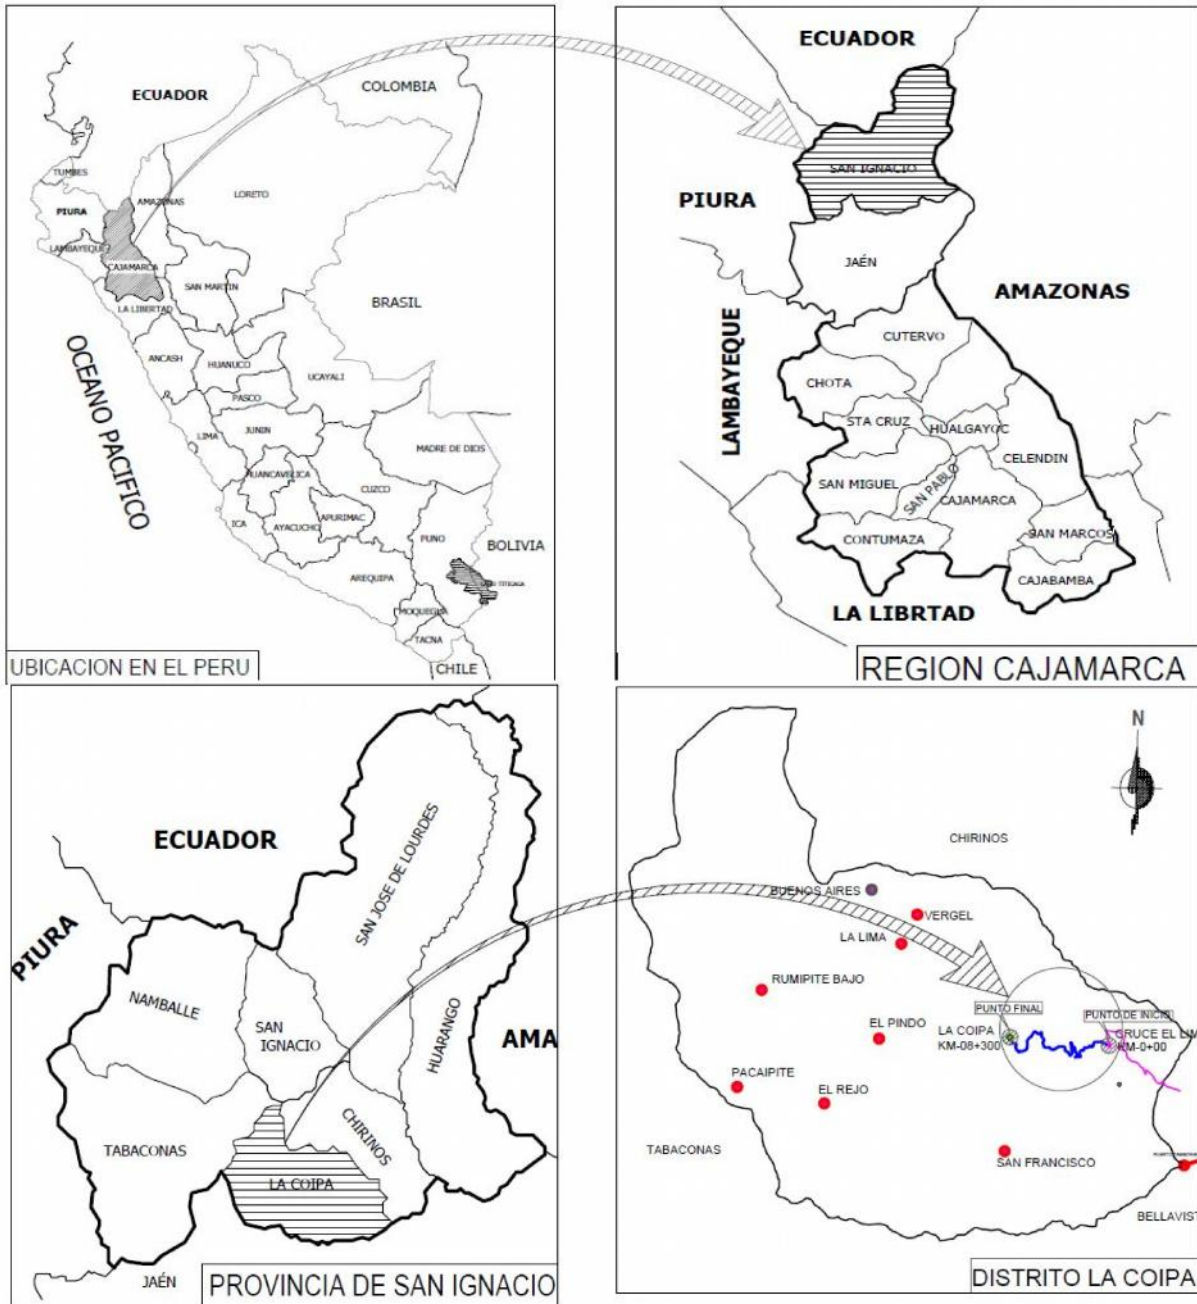 ECUADOR
COLOMBIA
TUMBES
PIURA
AMAZONAS
LORETO
LAMBAYEQUE
CAJAMARCA
SAN MARTIN
LA LIBERTAD
BRASIL
OCEANO PACIFICO
ANCASH
HUANUCO
UCAYALI
PASCO
LIMA
JUNIN
MADRE DE DIOS
HUANCAVELICA
CUZCO
ICA
AYACUCHO
APURIMAC
PUNO
BOLIVIA
AREQUIPA
MOQUEGUA
TACNA
CHILE
UBICACION EN EL PERU
ECUADOR
SAN IGNACIO
PIURA
JAÉN
AMAZONAS
LAMBAYEQUE
CUTERVO
CHOTA
STA CRUZ
HUALGAYOC
CELENDIN
SAN MIGUEL
SAN PABLO
CAJAMARCA
CONTUMAZA
SAN MARCOS
CAJABAMBA
LA LIBRTAD
REGION CAJAMARCA
ECUADOR
SAN JOSE DE LOURDES
PIURA
NAMBALLE
SAN
IGNACIO
HUARANGO
AMA
TABACONAS
CHIRINOS
LA COIPA
JAÉN
PROVINCIA DE SAN IGNACIO
N
CHIRINOS
BUENOS AIRES
VERGEL
LA LIMA
RUMIPITE BAJO
PUNTO FINAL
PUNTO DE INICIO
EL PINDO
LA COIPA
KM-08+300
CRUCE EL LIM
KM-0+00
PACAIPITE
EL REJO
TABACONAS
SAN FRANCISCO
BELLAVIST
DISTRITO LA COIPA